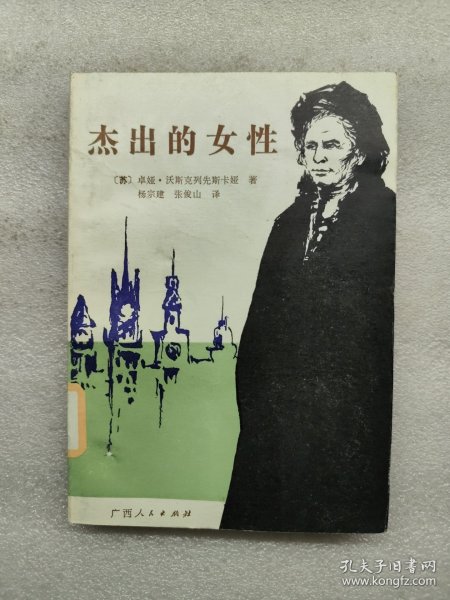 杰出的女性
〔苏〕卓娅·沃斯克列先斯卡娅 著
杨宗建 张俊山 译
广西人民出版社
孔夫子旧书网
www.kongfz.com